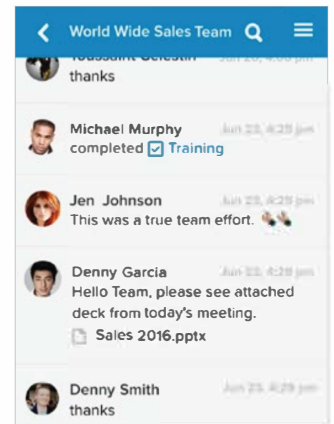 World Wide Sales Team
thanks
Michael Murphy
completed Training
Jen Johnson
This was a true team effort.
Denny Garcia
Hello Team, please see attached
deck from today's meeting.
Sales 2016.pptx
Denny Smith
thanks